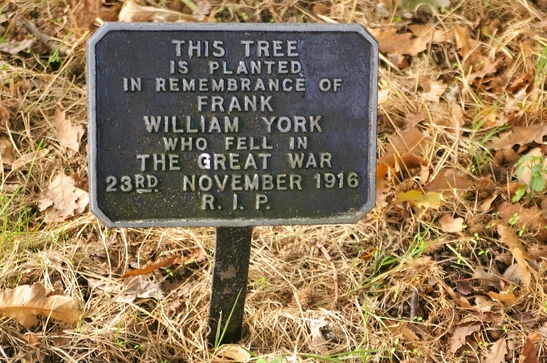 THIS TREE
IS PLANTED
IN REMEMBRANCE OF
FRANK
WILLIAM YORK
WHO FELL IN
THE GREAT WAR
23RD. NOVEMBER 1916
R.I.P.